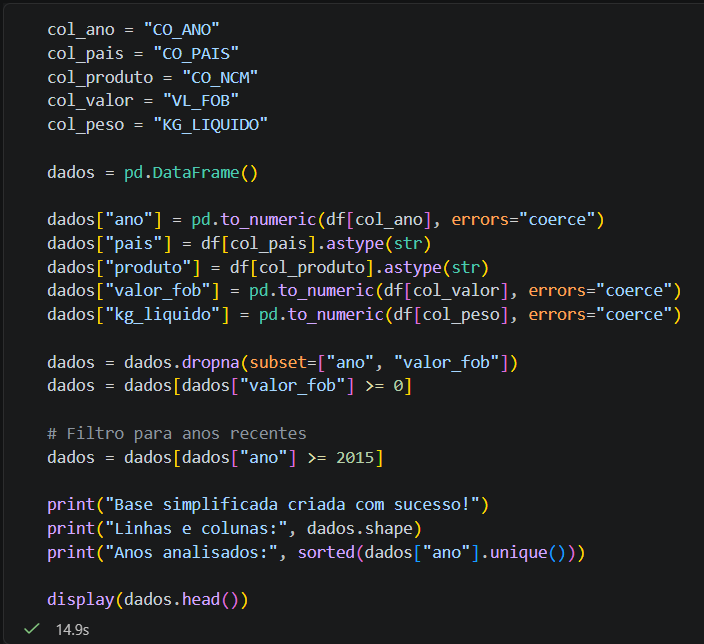 col_ano = "CO_ANO"
col_pais = "CO_PAIS"
col_produto = "CO_NCM"
col_valor = "VL_FOB"
col_peso = "KG_LIQUIDO"
dados = pd.DataFrame()
dados["ano"] = pd.to_numeric(df[col_ano], errors="coerce")
dados["pais"] = df[col_pais].astype(str)
dados["produto"] = df[col_produto].astype(str)
dados["valor_fob"] = pd.to_numeric(df[col_valor], errors="coerce")
dados["kg_liquido"] = pd.to_numeric(df[col_peso], errors="coerce")
dados = dados.dropna(subset=["ano", "valor_fob"])
dados = dados[dados["valor_fob"] >= 0]
# Filtro para anos recentes
dados = dados[dados["ano"] >= 2015]
print("Base simplificada criada com sucesso!")
print("Linhas e colunas:", dados.shape)
print("Anos analisados:", sorted(dados["ano"].unique()))
display(dados.head())
14.9s